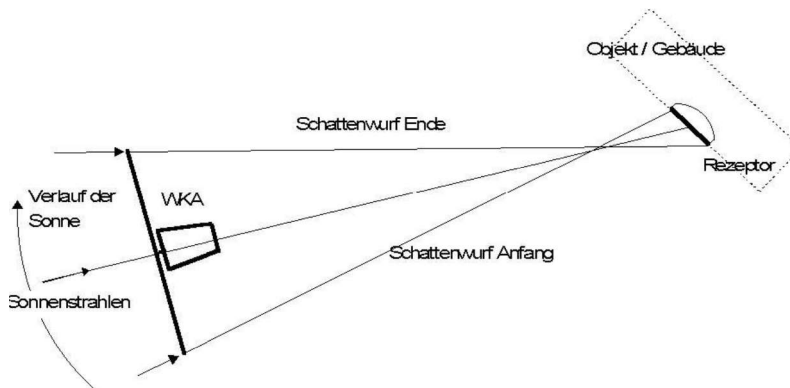 Objekt / Gebäude
Schattenwurf Ende
Rezeptor
Verlauf der
Sonne
WKA
Schattenwurf Anfang
Sonnenstrahlen